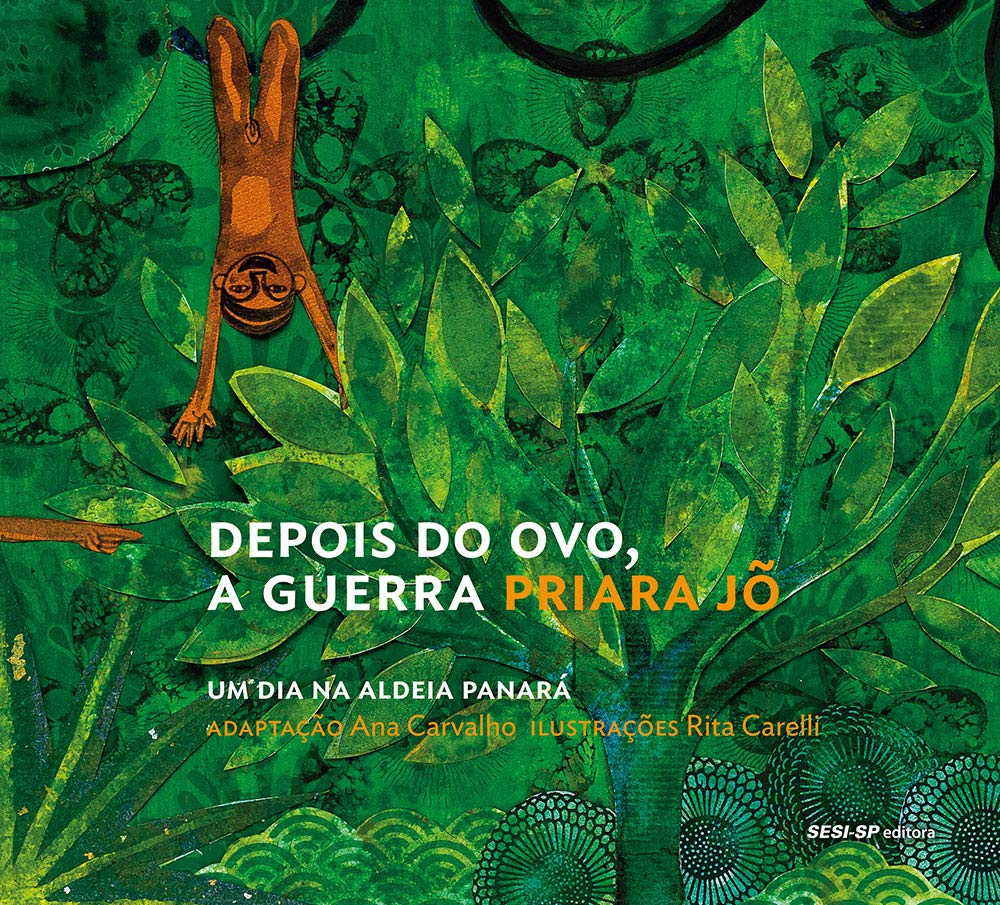 DEPOIS DO OVO,
A GUERRA PRIARA JÕ
UM DIA NA ALDEIA PANARÁ
ADAPTAÇÃO Ana Carvalho ILUSTRAÇÕES Rita Carelli
SESI-SP editora